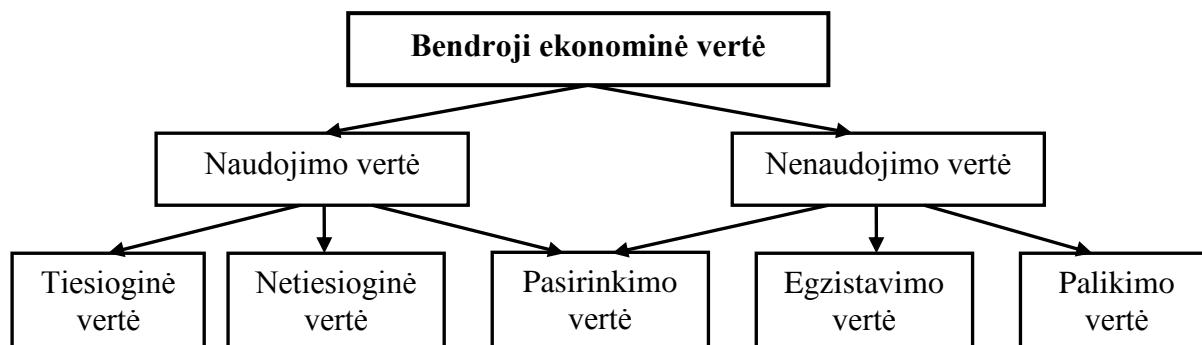 Bendroji ekonominė vertė
Naudojimo vertė
Nenaudojimo vertė
Tiesioginė
vertė
Netiesioginė
vertė
Pasirinkimo
vertė
Egzistavimo
vertė
Palikimo
vertė